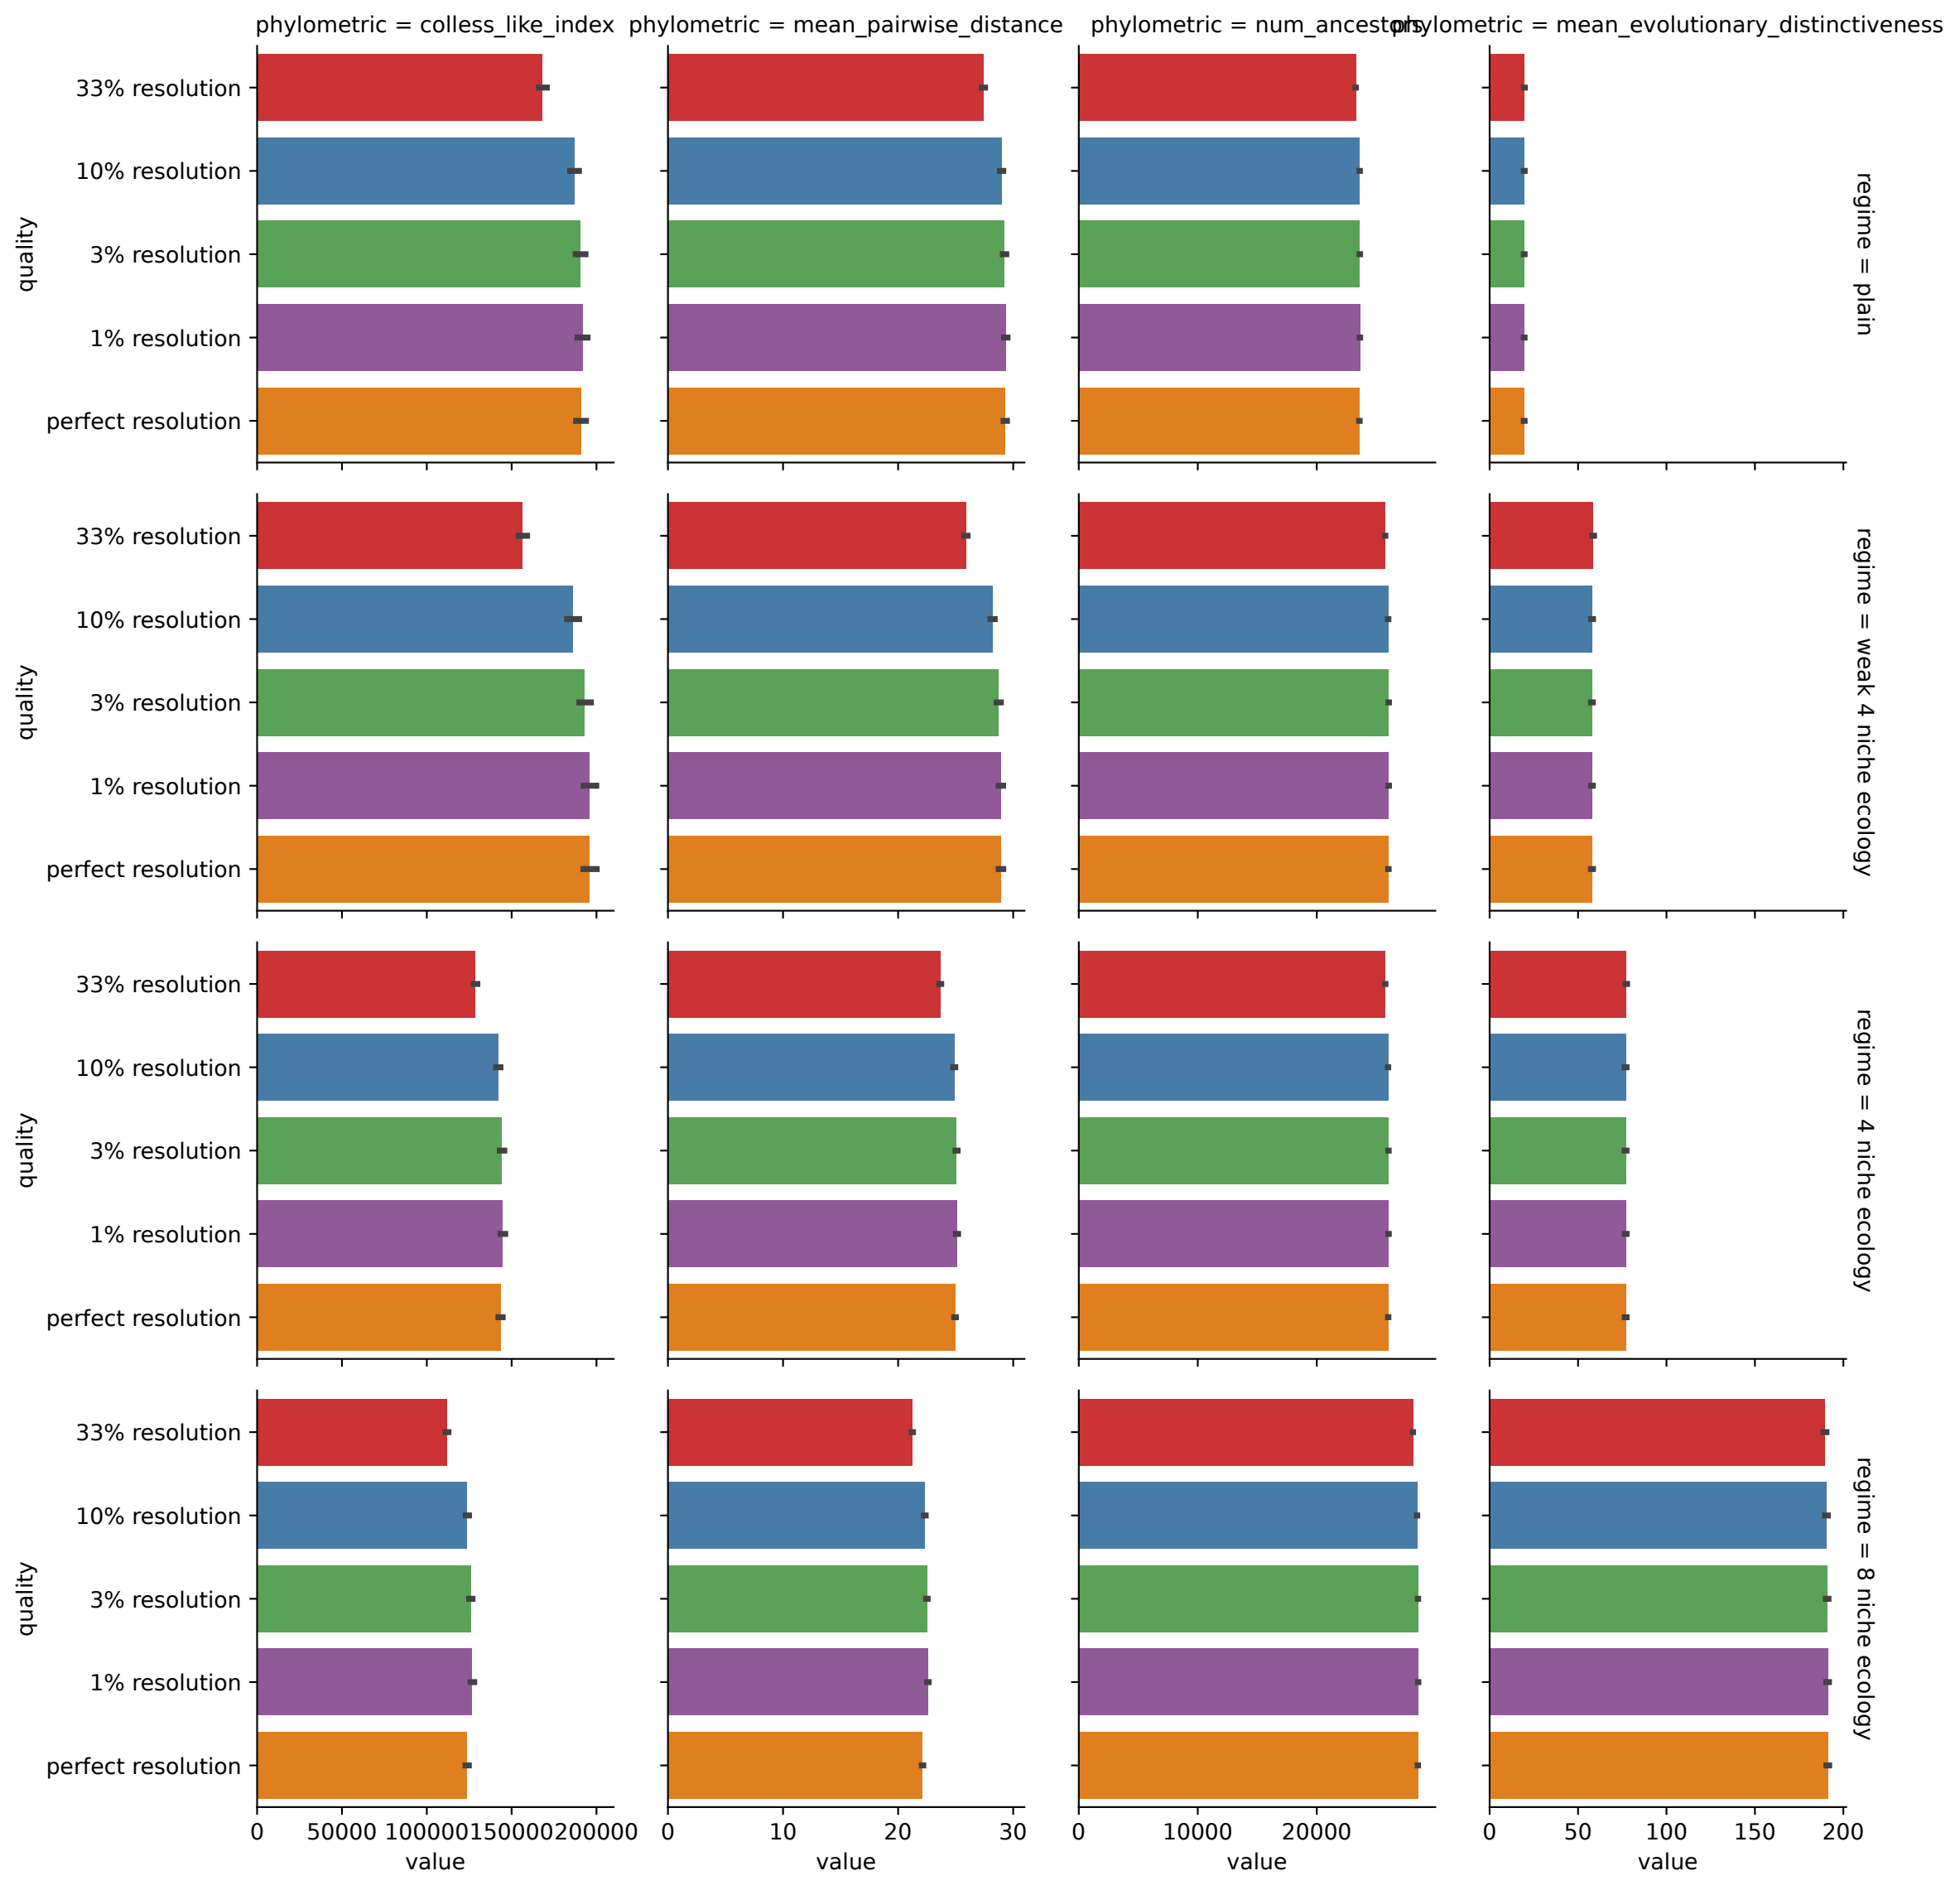 phylometric = colless_like_index
phylometric = mean_pairwise_distance
phylometric = num_ancestors
phylometric = mean_evolutionary_distinctiveness
quality
33% resolution
10% resolution
3% resolution
1% resolution
perfect resolution
regime = plain
quality
33% resolution
10% resolution
3% resolution
1% resolution
perfect resolution
regime = weak 4 niche ecology
quality
33% resolution
10% resolution
3% resolution
1% resolution
perfect resolution
regime = 4 niche ecology
quality
33% resolution
10% resolution
3% resolution
1% resolution
perfect resolution
regime = 8 niche ecology
0 50000 100000 150000 200000
value
0 10 20 30
value
0 10000 20000
value
0 50 100 150 200
value